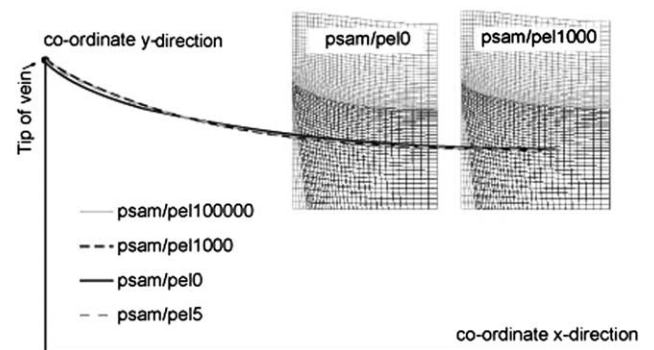 co-ordinate y-direction
psam/pel0
psam/pel1000
Tip of vein
psam/pel100000
psam/pel1000
psam/pel0
psam/pel5
co-ordinate x-direction